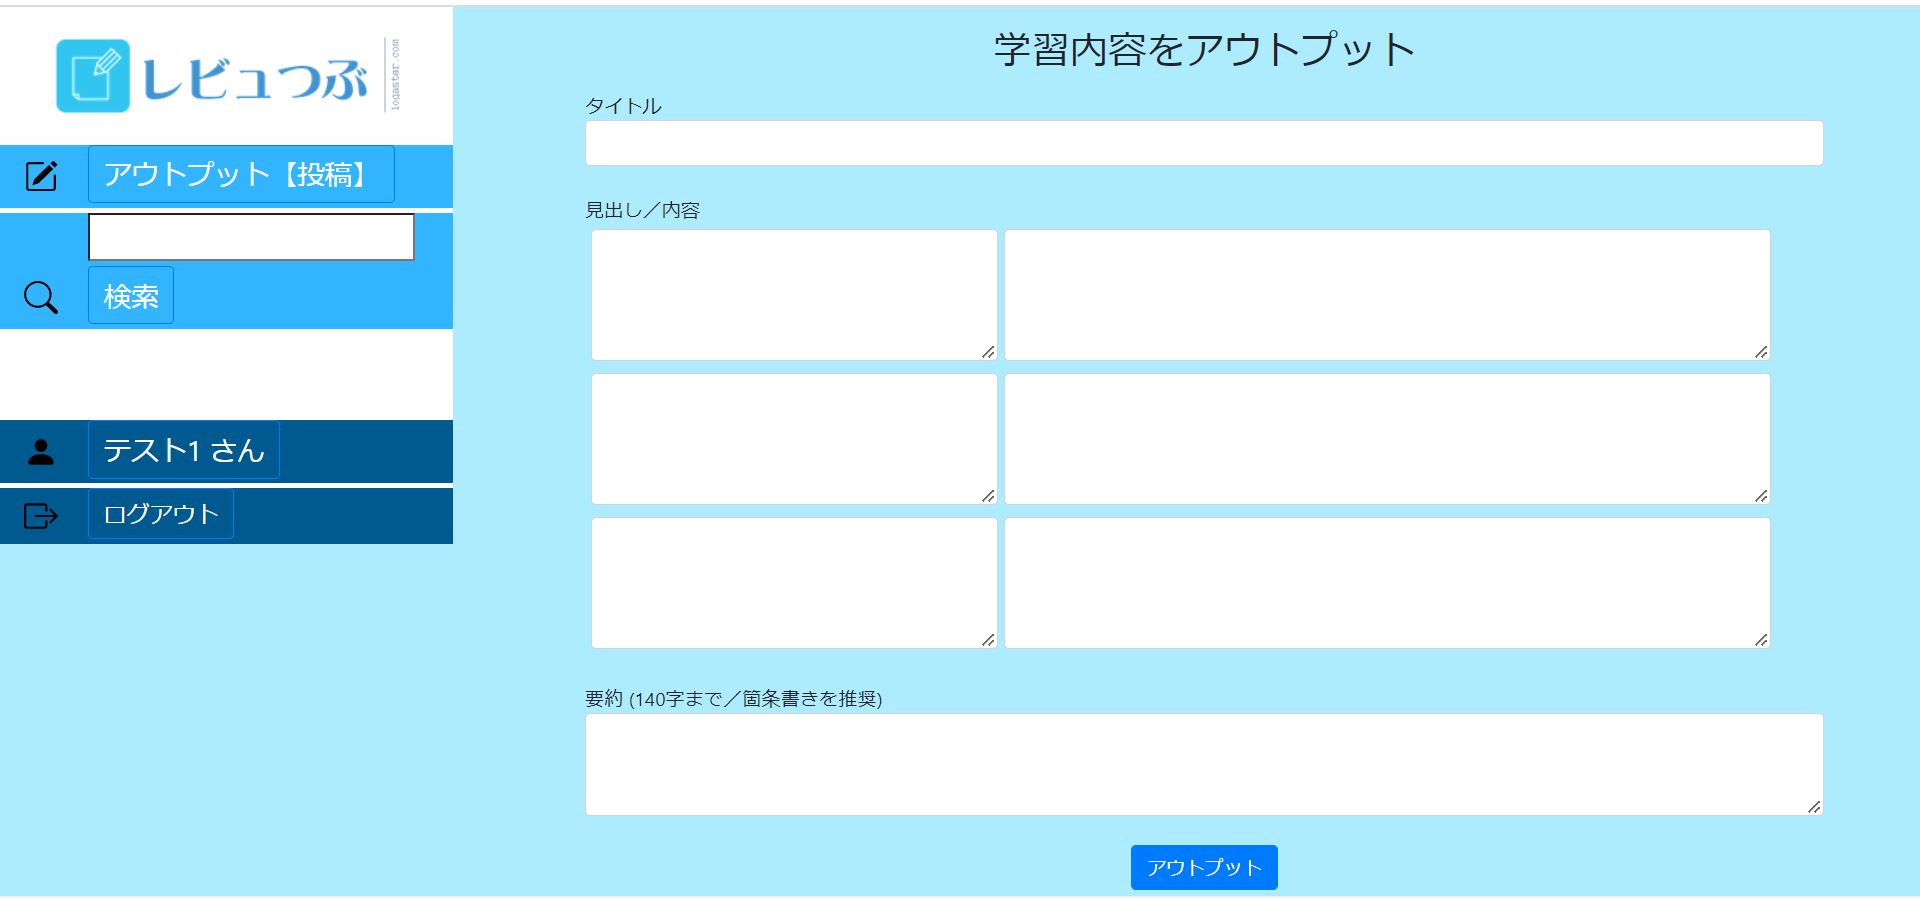 レビュつぶ
logaster.com
アウトプット【投稿】
検索
テスト1 さん
ログアウト
学習内容をアウトプット
タイトル
見出し／内容
要約 (140字まで／箇条書きを推奨)
アウトプット